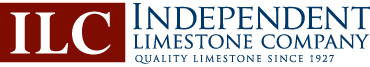 ILC
INDEPENDENT
LIMESTONE COMPANY
QUALITY LIMESTONE SINCE 1927